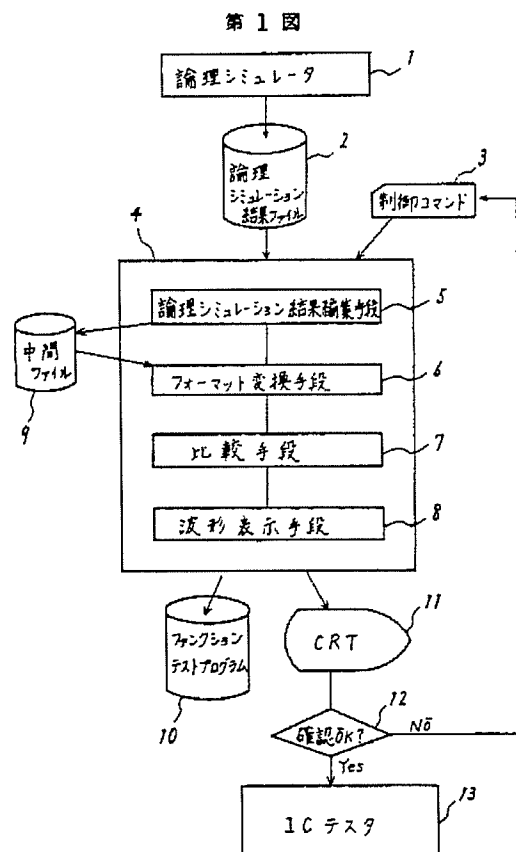 第1図
1
論理シミュレータ
2
論理
シミュレーション
結果ファイル
3
制御コマンド
4
論理シミュレーション結果編集手段
5
中間
ファイル
9
フォーマット変換手段
6
比較手段
7
波形表示手段
8
ファンクション
テストプログラム
10
CRT
11
確認OK?
12
No
Yes
ICテスタ
13